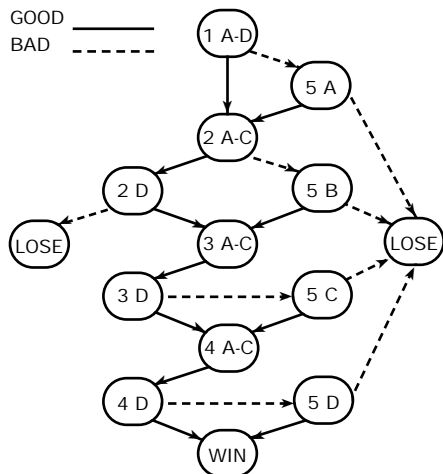 GOOD
BAD
1 A-D
5 A
2 A-C
2 D
5 B
LOSE
3 A-C
LOSE
3 D
5 C
4 A-C
4 D
5 D
WIN